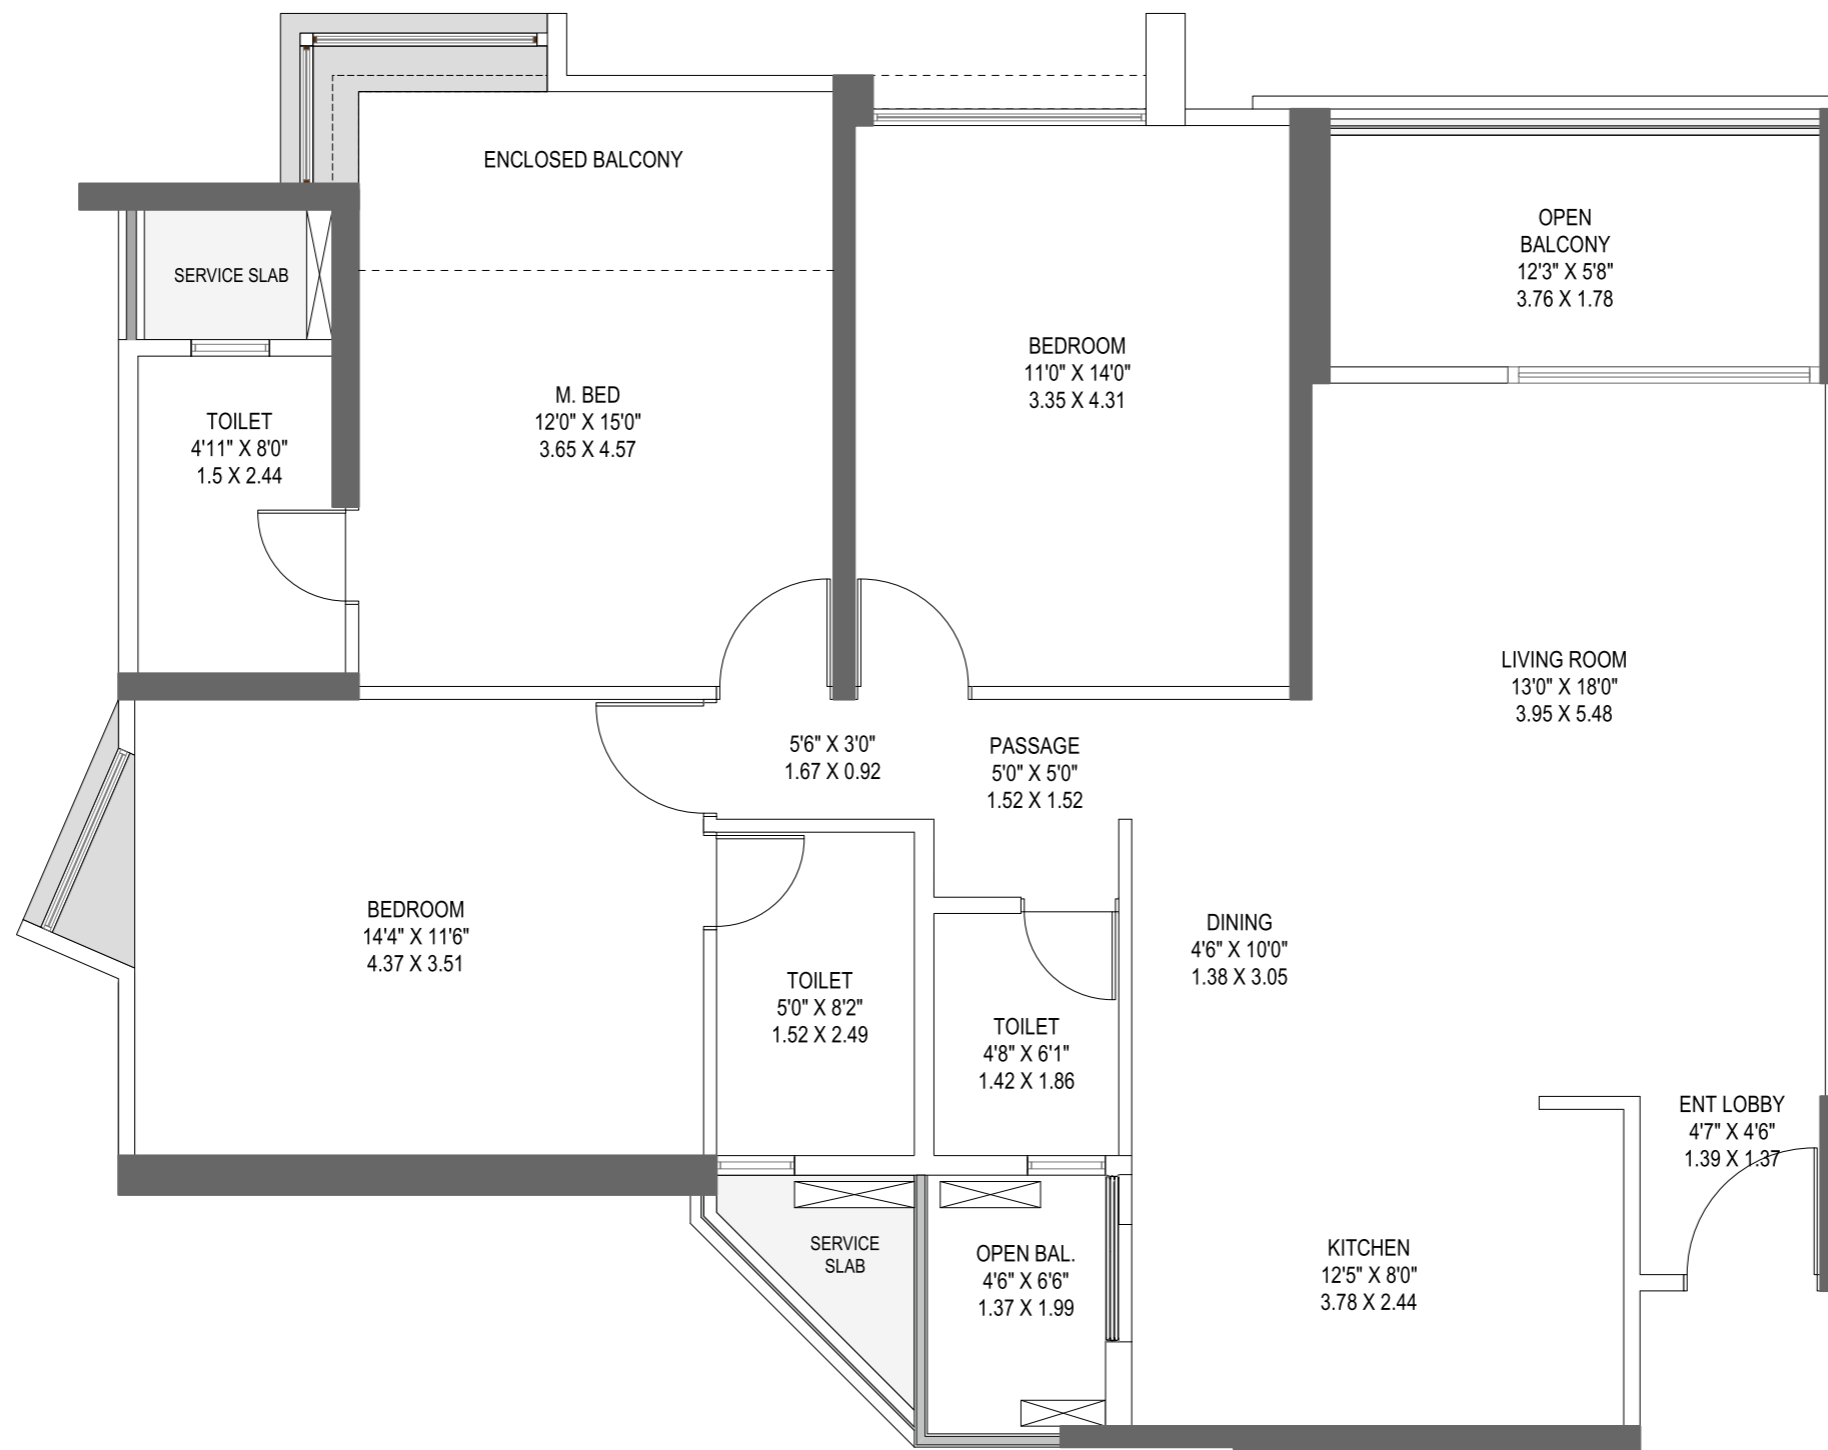 ENCLOSED BALCONY
OPEN
BALCONY
12'3" X 5'8"
3.76 X 1.78
SERVICE SLAB
BEDROOM
11'0" X 14'0"
3.35 X 4.31
M. BED
12'0" X 15'0"
3.65 X 4.57
TOILET
4'11" X 8'0"
1.5 X 2.44
LIVING ROOM
13'0" X 18'0"
3.95 X 5.48
5'6" X 3'0"
1.67 X 0.92
PASSAGE
5'0" X 5'0"
1.52 X 1.52
BEDROOM
14'4" X 11'6"
4.37 X 3.51
DINING
4'6" X 10'0"
1.38 X 3.05
TOILET
5'0" X 8'2"
1.52 X 2.49
TOILET
4'8" X 6'1"
1.42 X 1.86
ENT LOBBY
4'7" X 4'6"
1.39 X 1.37
SERVICE
SLAB
OPEN BAL.
4'6" X 6'6"
1.37 X 1.99
KITCHEN
12'5" X 8'0"
3.78 X 2.44